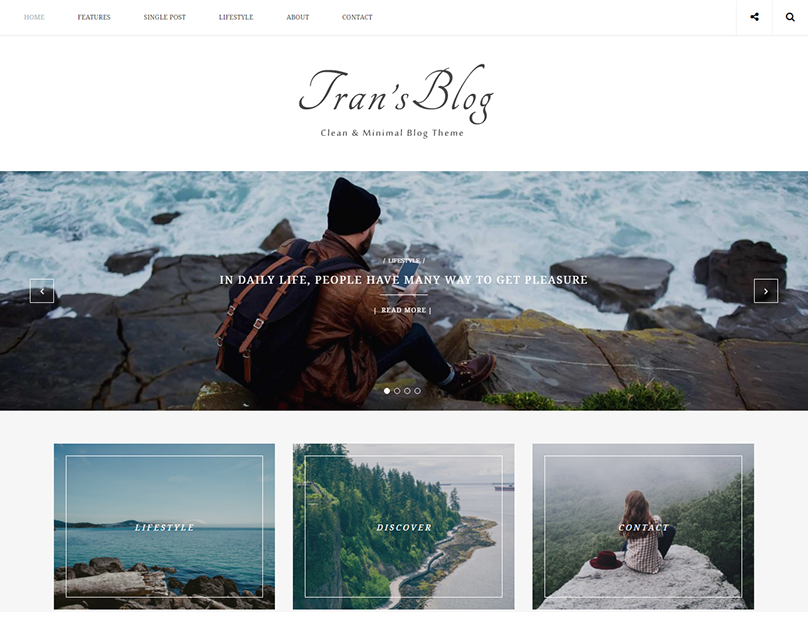 HOME FEATURES SINGLE POST LIFESTYLE ABOUT CONTACT
Tran's Blog
Clean & Minimal Blog Theme
/ LIFESTYLE /
IN DAILY LIFE, PEOPLE HAVE MANY WAY TO GET PLEASURE
| READ MORE |
LIFESTYLE DISCOVER CONTACT